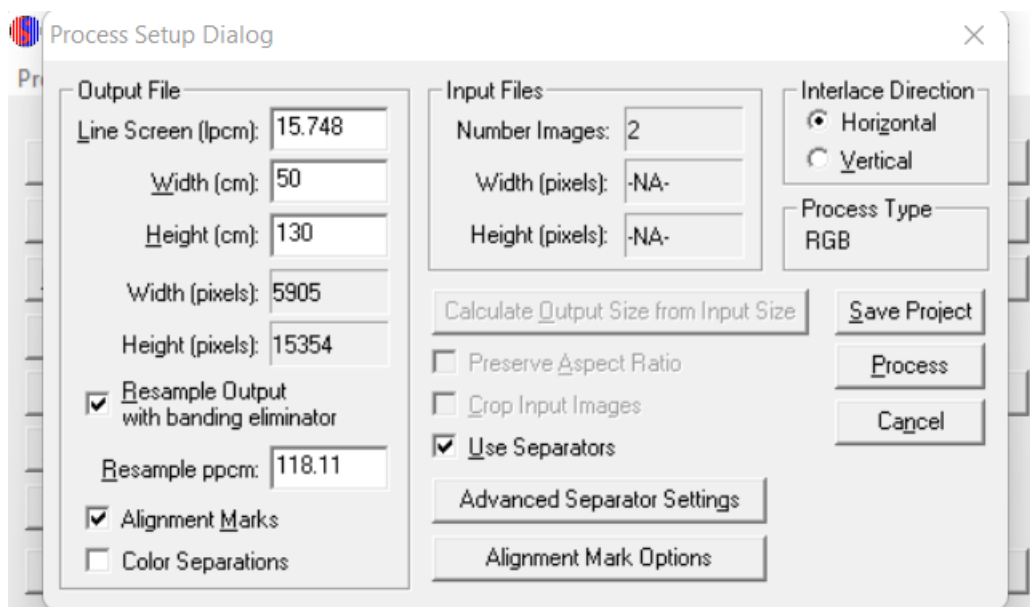 Process Setup Dialog
Pr
Output File
Line Screen (lpcm): 15.748
Width (cm): 50
Height (cm): 130
Width (pixels): 5905
Height (pixels): 15354
Resample Output
with banding eliminator
Resample ppcm: 118.11
Alignment Marks
Color Separations
Input Files
Number Images: 2
Width (pixels): -NA-
Height (pixels): -NA-
Calculate Output Size from Input Size
Preserve Aspect Ratio
Crop Input Images
Use Separators
Advanced Separator Settings
Alignment Mark Options
Interlace Direction
Horizontal
Vertical
Process Type
RGB
Save Project
Process
Cancel